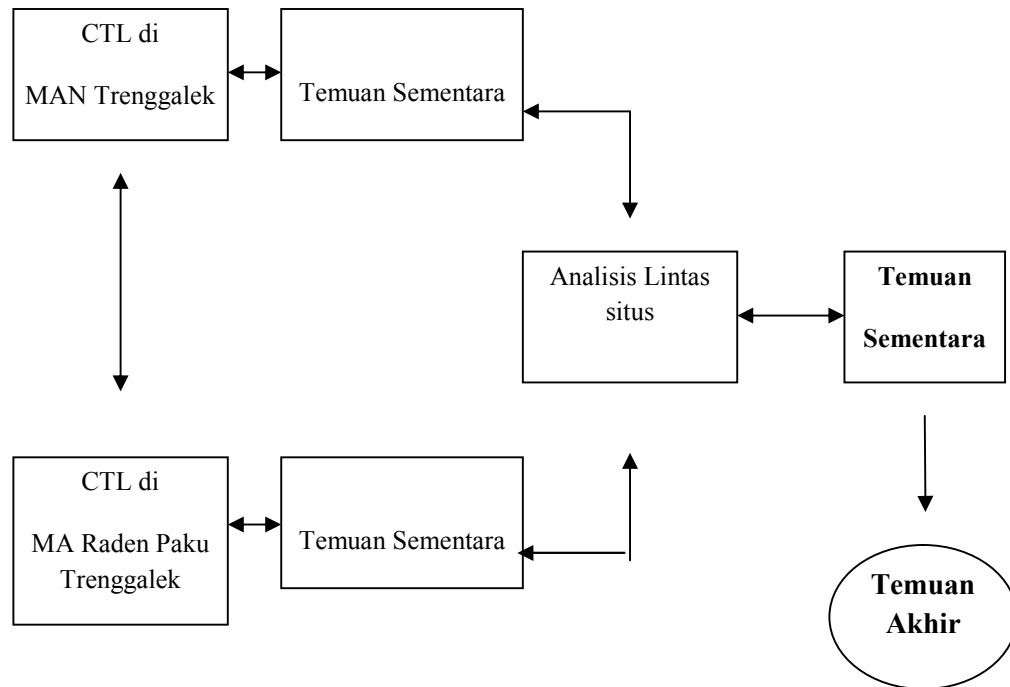 CTL di
MAN Trenggalek
Temuan Sementara
Analisis Lintas
situs
Temuan
Sementara
CTL di
MA Raden Paku
Trenggalek
Temuan Sementara
Temuan
Akhir